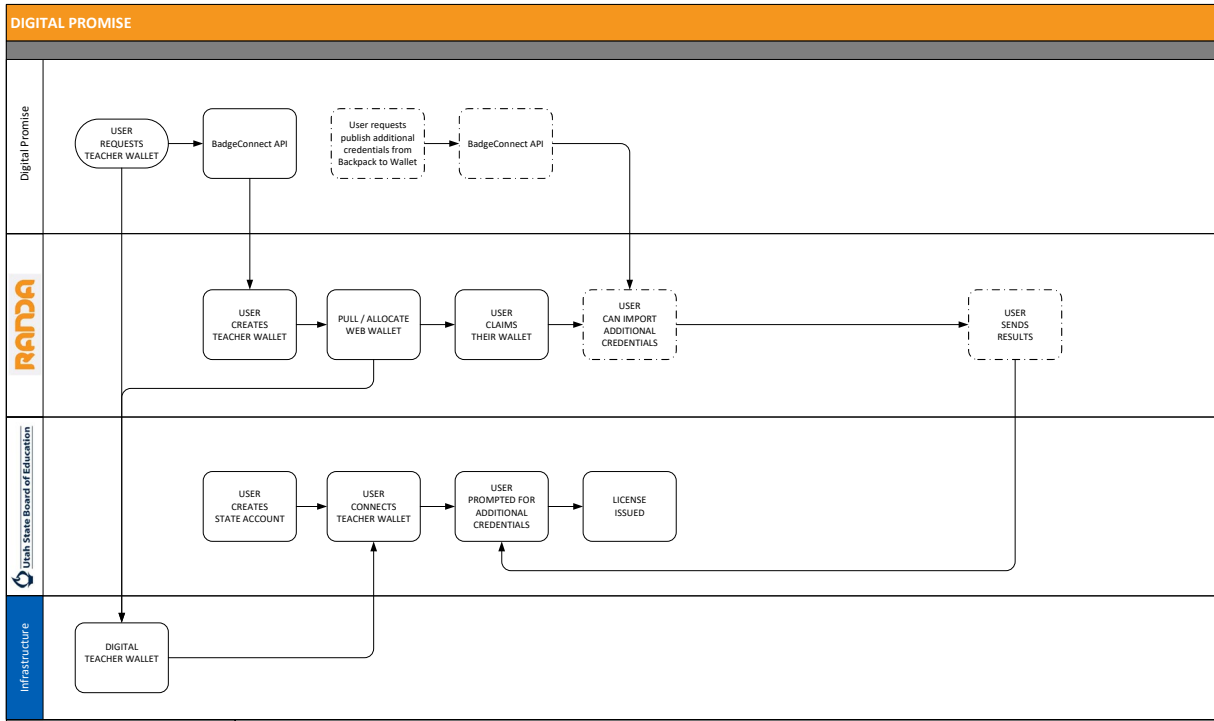 DIGITAL PROMISE
Digital Promise
USER
REQUESTS
TEACHER WALLET
BadgeConnect API
User requests
publish additional
credentials from
Backpack to Wallet
BadgeConnect API
RANDA
USER
CREATES
TEACHER WALLET
PULL / ALLOCATE
WEB WALLET
USER
CLAIMS
THEIR WALLET
USER
CAN IMPORT
ADDITIONAL
CREDENTIALS
USER
SENDS
RESULTS
Utah State Board of Education
USER
CREATES
STATE ACCOUNT
USER
CONNECTS
TEACHER WALLET
USER
PROMPTED FOR
ADDITIONAL
CREDENTIALS
LICENSE
ISSUED
Infrastructure
DIGITAL
TEACHER WALLET